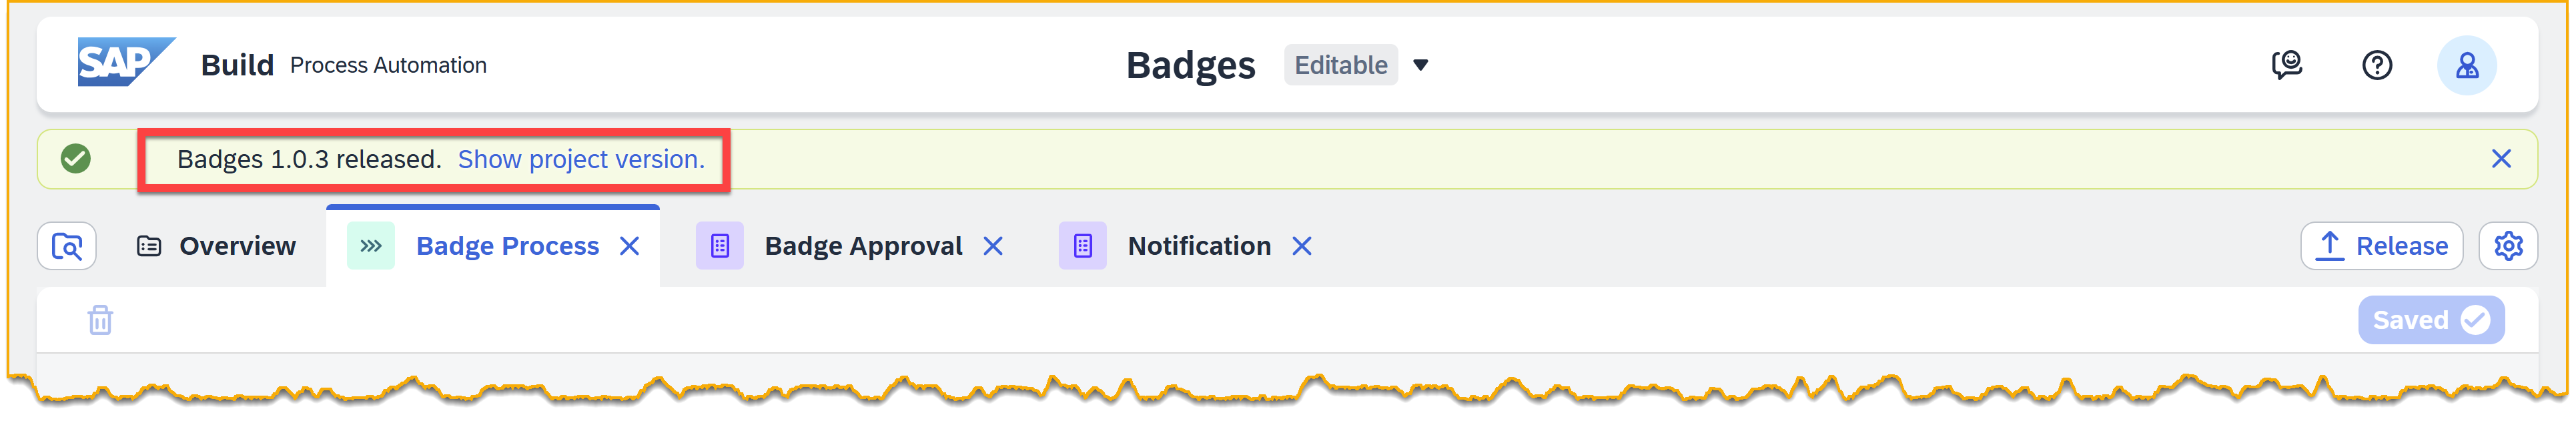 SAP Build Process Automation Badges Editable
Badges 1.0.3 released. Show project version.
Overview Badge Process Badge Approval Notification Release
Saved